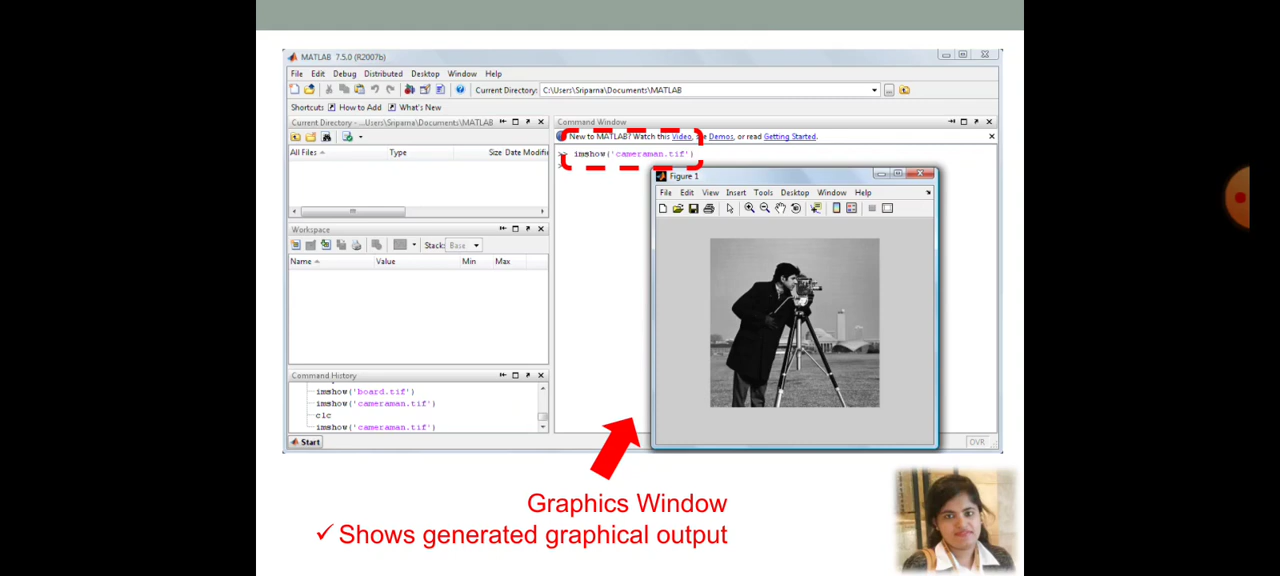 MATLAB 7.5.0 (R2007b)
File Edit Debug Distributed Desktop Window Help
Current Directory: C:\Users\Sriparna\Documents\MATLAB
Shortcuts How to Add What's New
Current Directory - ...Users\Sriparna\Documents\MATLAB
All Files Type Size Date Modifi
Workspace
Stack: Base
Name Value Min Max
Command History
imshow('board.tif')
imshow('cameraman.tif')
clc
imshow('cameraman.tif')
Start
Command Window
New to MATLAB? Watch this Video, see Demos, or read Getting Started.
>> imshow('cameraman.tif')
Figure 1
File Edit View Insert Tools Desktop Window Help
OVR
Graphics Window
✓ Shows generated graphical output